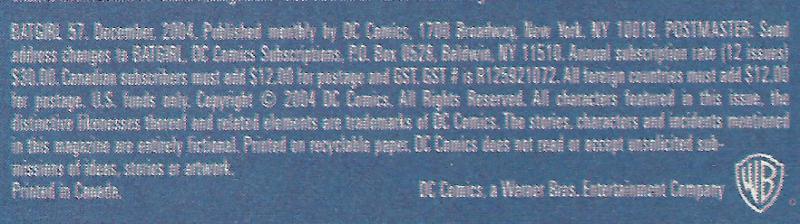 BATGIRL 57. December, 2004. Published monthly by DC Comics, 1700 Broadway, New York, NY 10019. POSTMASTER: Send
address changes to BATGIRL, DC Comics Subscriptions, P.O. Box 0528, Baldwin, NY 11510. Annual subscription rate (12 issues)
$30.00. Canadian subscribers must add $12.00 for postage and GST. GST # is R125921072. All foreign countries must add $12.00
for postage. U.S. funds only. Copyright © 2004 DC Comics. All Rights Reserved. All characters featured in this issue, the
distinctive likenesses thereof and related elements are trademarks of DC Comics. The stories, characters and incidents mentioned
in this magazine are entirely fictional. Printed on recyclable paper. DC Comics does not read or accept unsolicited sub-
missions of ideas, stories or artwork.
Printed in Canada.
DC Comics, a Warner Bros. Entertainment Company
WB